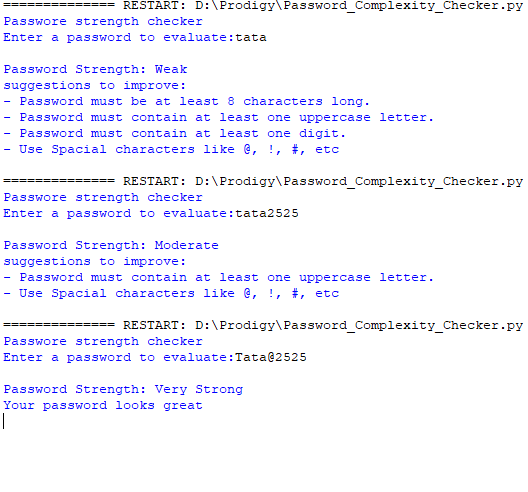 ============== RESTART: D:\Prodigy\Password_Complexity_Checker.py
Passwore strength checker
Enter a password to evaluate:tata
Password Strength: Weak
suggestions to improve:
- Password must be at least 8 characters long.
- Password must contain at least one uppercase letter.
- Password must contain at least one digit.
- Use Spacial characters like @, !, #, etc
============== RESTART: D:\Prodigy\Password_Complexity_Checker.py
Passwore strength checker
Enter a password to evaluate:tata2525
Password Strength: Moderate
suggestions to improve:
- Password must contain at least one uppercase letter.
- Use Spacial characters like @, !, #, etc
============== RESTART: D:\Prodigy\Password_Complexity_Checker.py
Passwore strength checker
Enter a password to evaluate:Tata@2525
Password Strength: Very Strong
Your password looks great